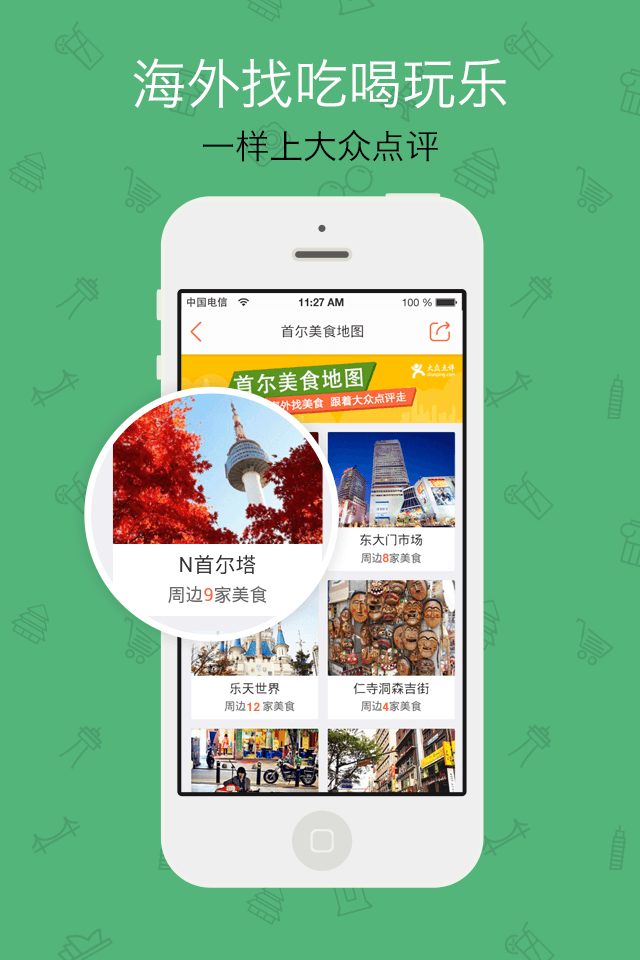 海外找吃喝玩乐
一样上大众点评
中国电信 11:27 AM 100 %
首尔美食地图
首尔美食地图
大众点评
dianping.com
外找美食 跟着大众点评走
N首尔塔
周边9家美食
东大门市场
周边8家美食
乐天世界
周边12家美食
仁寺洞森吉街
周边4家美食